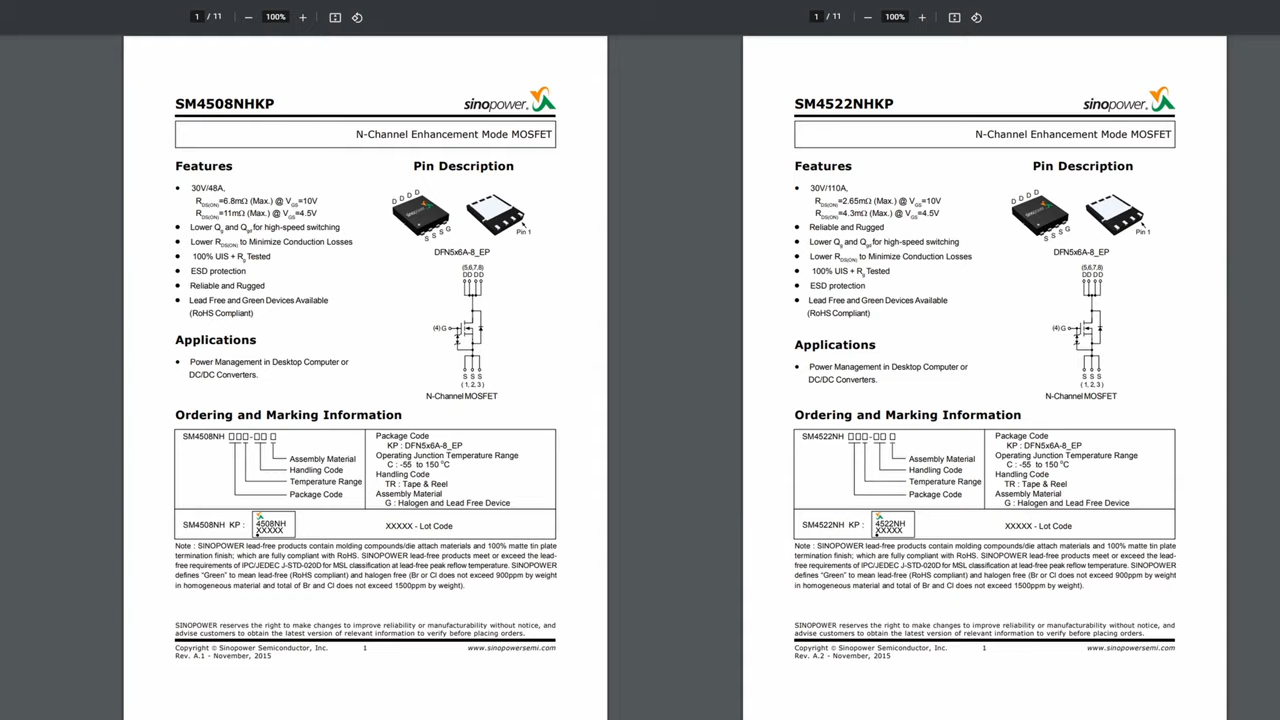 1 / 11
100%
SM4508NHKP
sinopower.
N-Channel Enhancement Mode MOSFET
Features
• 30V/48A,
RDS(ON)=6.8mΩ (Max.) @ VGS=10V
RDS(ON)=11mΩ (Max.) @ VGS=4.5V
• Lower Qg and Qgd for high-speed switching
• Lower RDS(ON) to Minimize Conduction Losses
• 100% UIS + Rg Tested
• ESD protection
• Reliable and Rugged
• Lead Free and Green Devices Available
(RoHS Compliant)
Applications
• Power Management in Desktop Computer or
DC/DC Converters.
Pin Description
D D D D
G
S S S
Pin 1
DFN5x6A-8_EP
(5,6,7,8)
D D D D
(4) G
S S S
( 1, 2, 3 )
N-Channel MOSFET
Ordering and Marking Information
SM4508NH □□□-□□ □
Assembly Material
Handling Code
Temperature Range
Package Code
Package Code
KP : DFN5x6A-8_EP
Operating Junction Temperature Range
C : -55 to 150 °C
Handling Code
TR : Tape & Reel
Assembly Material
G : Halogen and Lead Free Device
SM4508NH KP :
4508NH
XXXXX
XXXXX - Lot Code
Note : SINOPOWER lead-free products contain molding compounds/die attach materials and 100% matte tin plate
termination finish; which are fully compliant with RoHS. SINOPOWER lead-free products meet or exceed the lead-
free requirements of IPC/JEDEC J-STD-020D for MSL classification at lead-free peak reflow temperature. SINOPOWER
defines "Green" to mean lead-free (RoHS compliant) and halogen free (Br or Cl does not exceed 900ppm by weight
in homogeneous material and total of Br and Cl does not exceed 1500ppm by weight).
SINOPOWER reserves the right to make changes to improve reliability or manufacturability without notice, and
advise customers to obtain the latest version of relevant information to verify before placing orders.
Copyright © Sinopower Semiconductor, Inc. 1 www.sinopowersemi.com
Rev. A.1 - November, 2015
1 / 11
100%
SM4522NHKP
sinopower.
N-Channel Enhancement Mode MOSFET
Features
• 30V/110A,
RDS(ON)=2.65mΩ (Max.) @ VGS=10V
RDS(ON)=4.3mΩ (Max.) @ VGS=4.5V
• Reliable and Rugged
• Lower Qg and Qgd for high-speed switching
• Lower RDS(ON) to Minimize Conduction Losses
• 100% UIS + Rg Tested
• ESD protection
• Lead Free and Green Devices Available
(RoHS Compliant)
Applications
• Power Management in Desktop Computer or
DC/DC Converters.
Pin Description
D D D D
G
S S S
Pin 1
DFN5x6A-8_EP
(5,6,7,8)
D D D D
(4) G
S S S
( 1, 2, 3 )
N-Channel MOSFET
Ordering and Marking Information
SM4522NH □□□-□□ □
Assembly Material
Handling Code
Temperature Range
Package Code
Package Code
KP : DFN5x6A-8_EP
Operating Junction Temperature Range
C : -55 to 150 °C
Handling Code
TR : Tape & Reel
Assembly Material
G : Halogen and Lead Free Device
SM4522NH KP :
4522NH
XXXXX
XXXXX - Lot Code
Note : SINOPOWER lead-free products contain molding compounds/die attach materials and 100% matte tin plate
termination finish; which are fully compliant with RoHS. SINOPOWER lead-free products meet or exceed the lead-
free requirements of IPC/JEDEC J-STD-020D for MSL classification at lead-free peak reflow temperature. SINOPOWER
defines "Green" to mean lead-free (RoHS compliant) and halogen free (Br or Cl does not exceed 900ppm by weight
in homogeneous material and total of Br and Cl does not exceed 1500ppm by weight).
SINOPOWER reserves the right to make changes to improve reliability or manufacturability without notice, and
advise customers to obtain the latest version of relevant information to verify before placing orders.
Copyright © Sinopower Semiconductor, Inc. 1 www.sinopowersemi.com
Rev. A.2 - November, 2015